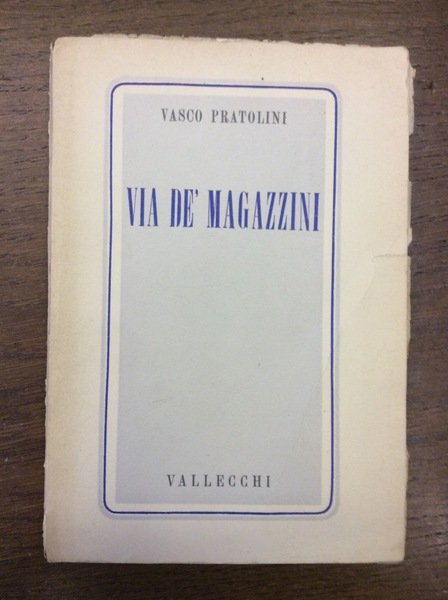 VASCO PRATOLINI
VIA DE' MAGAZZINI
VALLECCHI